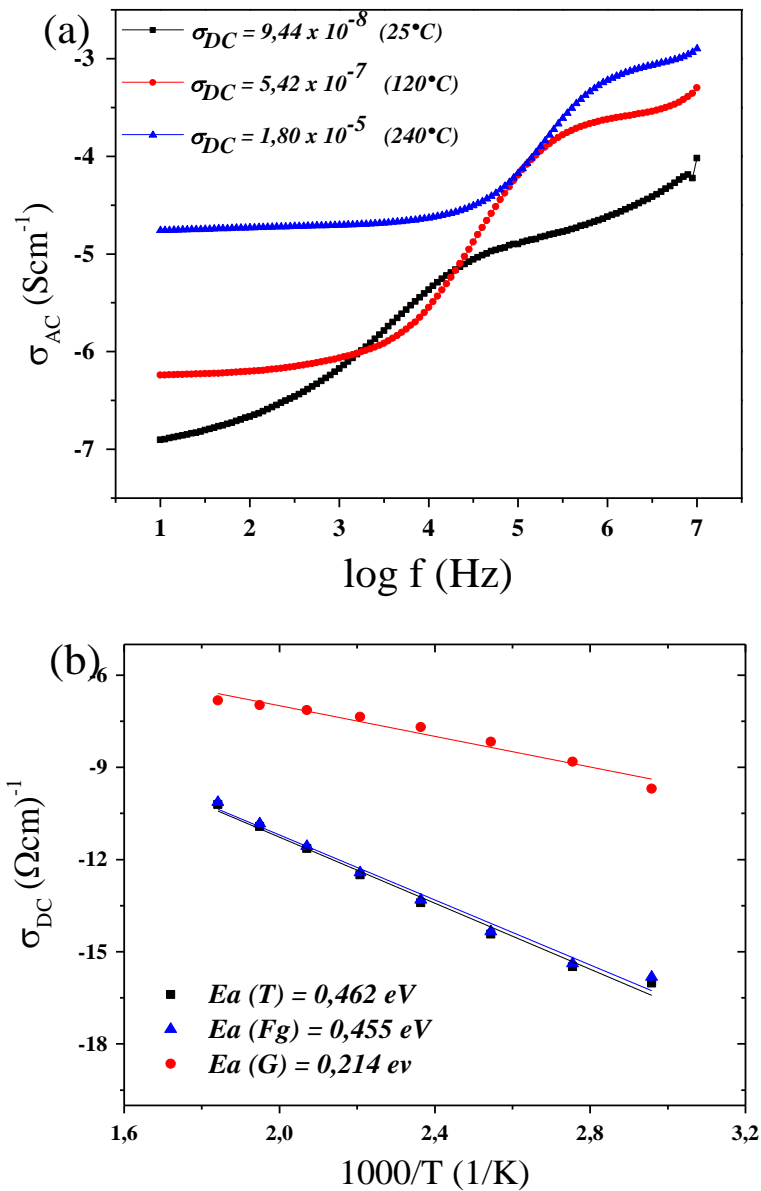 (a)
σDC = 9,44 x 10-8 (25°C)
σDC = 5,42 x 10-7 (120°C)
σDC = 1,80 x 10-5 (240°C)
-3
-4
-5
-6
-7
σAC (Scm-1)
1 2 3 4 5 6 7
log f (Hz)
(b)
-6
-9
-12
-15
-18
σDC (Ωcm)-1
Ea (T) = 0,462 eV
Ea (Fg) = 0,455 eV
Ea (G) = 0,214 ev
1,6 2,0 2,4 2,8 3,2
1000/T (1/K)